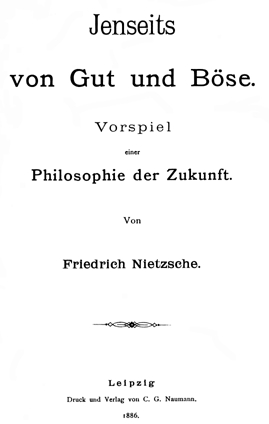 Jenseits
von Gut und Böse.
Vorspiel
einer
Philosophie der Zukunft.
Von
Friedrich Nietzsche.
Leipzig
Druck und Verlag von C. G. Naumann.
1886.